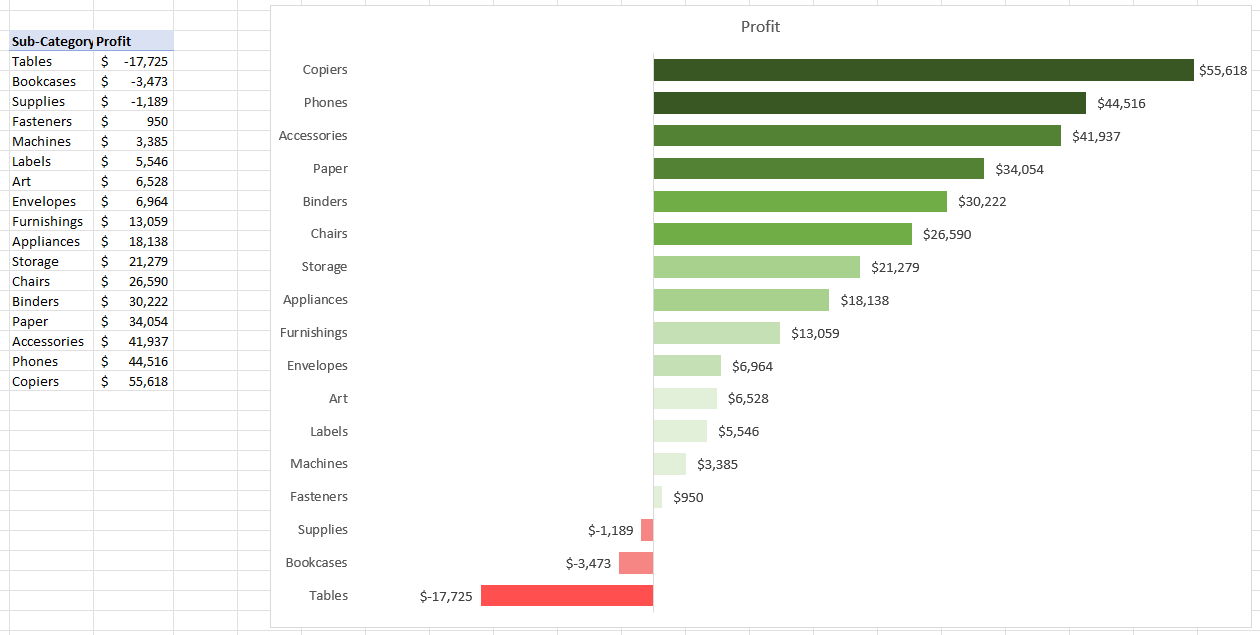 Sub-Category Profit
Tables $ -17,725
Bookcases $ -3,473
Supplies $ -1,189
Fasteners $ 950
Machines $ 3,385
Labels $ 5,546
Art $ 6,528
Envelopes $ 6,964
Furnishings $ 13,059
Appliances $ 18,138
Storage $ 21,279
Chairs $ 26,590
Binders $ 30,222
Paper $ 34,054
Accessories $ 41,937
Phones $ 44,516
Copiers $ 55,618
Profit
Copiers $55,618
Phones $44,516
Accessories $41,937
Paper $34,054
Binders $30,222
Chairs $26,590
Storage $21,279
Appliances $18,138
Furnishings $13,059
Envelopes $6,964
Art $6,528
Labels $5,546
Machines $3,385
Fasteners $950
Supplies $-1,189
Bookcases $-3,473
Tables $-17,725